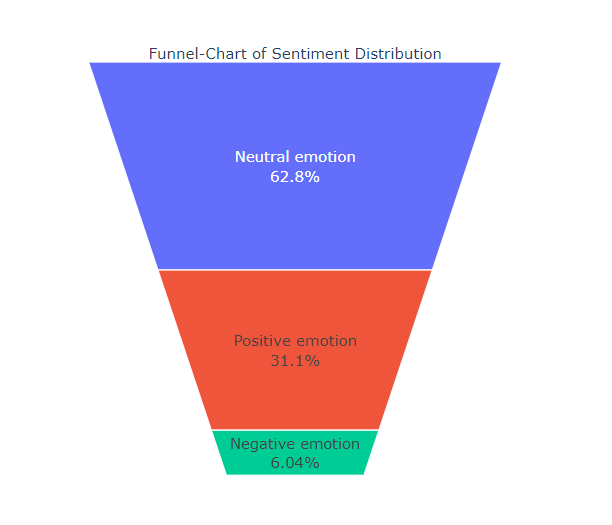 Funnel-Chart of Sentiment Distribution
Neutral emotion
62.8%
Positive emotion
31.1%
Negative emotion
6.04%